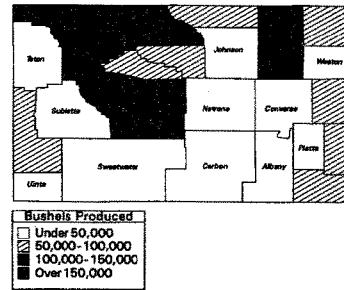 Johnson
Teton
Weston
Sublette
Natrona
Converse
Platte
Sweetwater
Carbon
Albany
Uinta
Bushels Produced
Under 50,000
50,000-100,000
100,000-150,000
Over 150,000